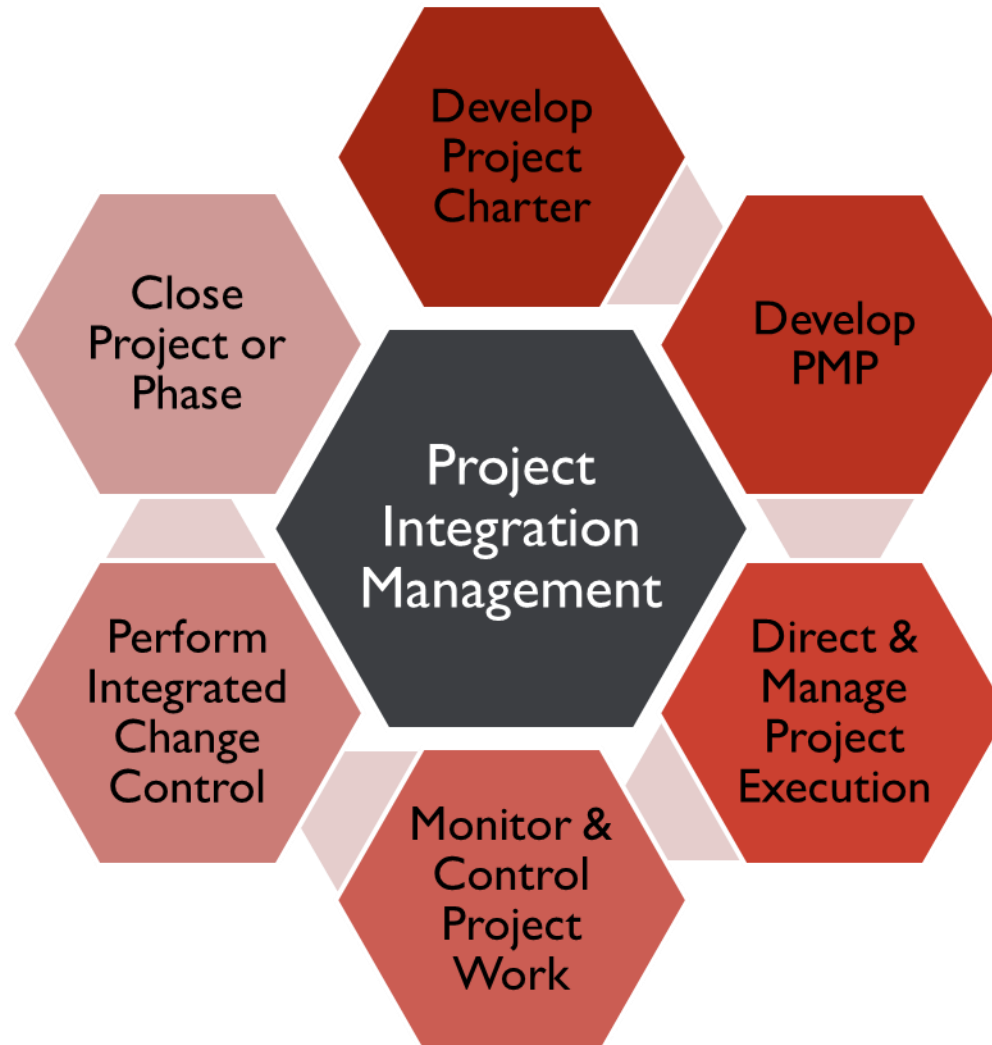 Develop
Project
Charter
Develop
PMP
Direct &
Manage
Project
Execution
Monitor &
Control
Project
Work
Perform
Integrated
Change
Control
Close
Project or
Phase
Project
Integration
Management